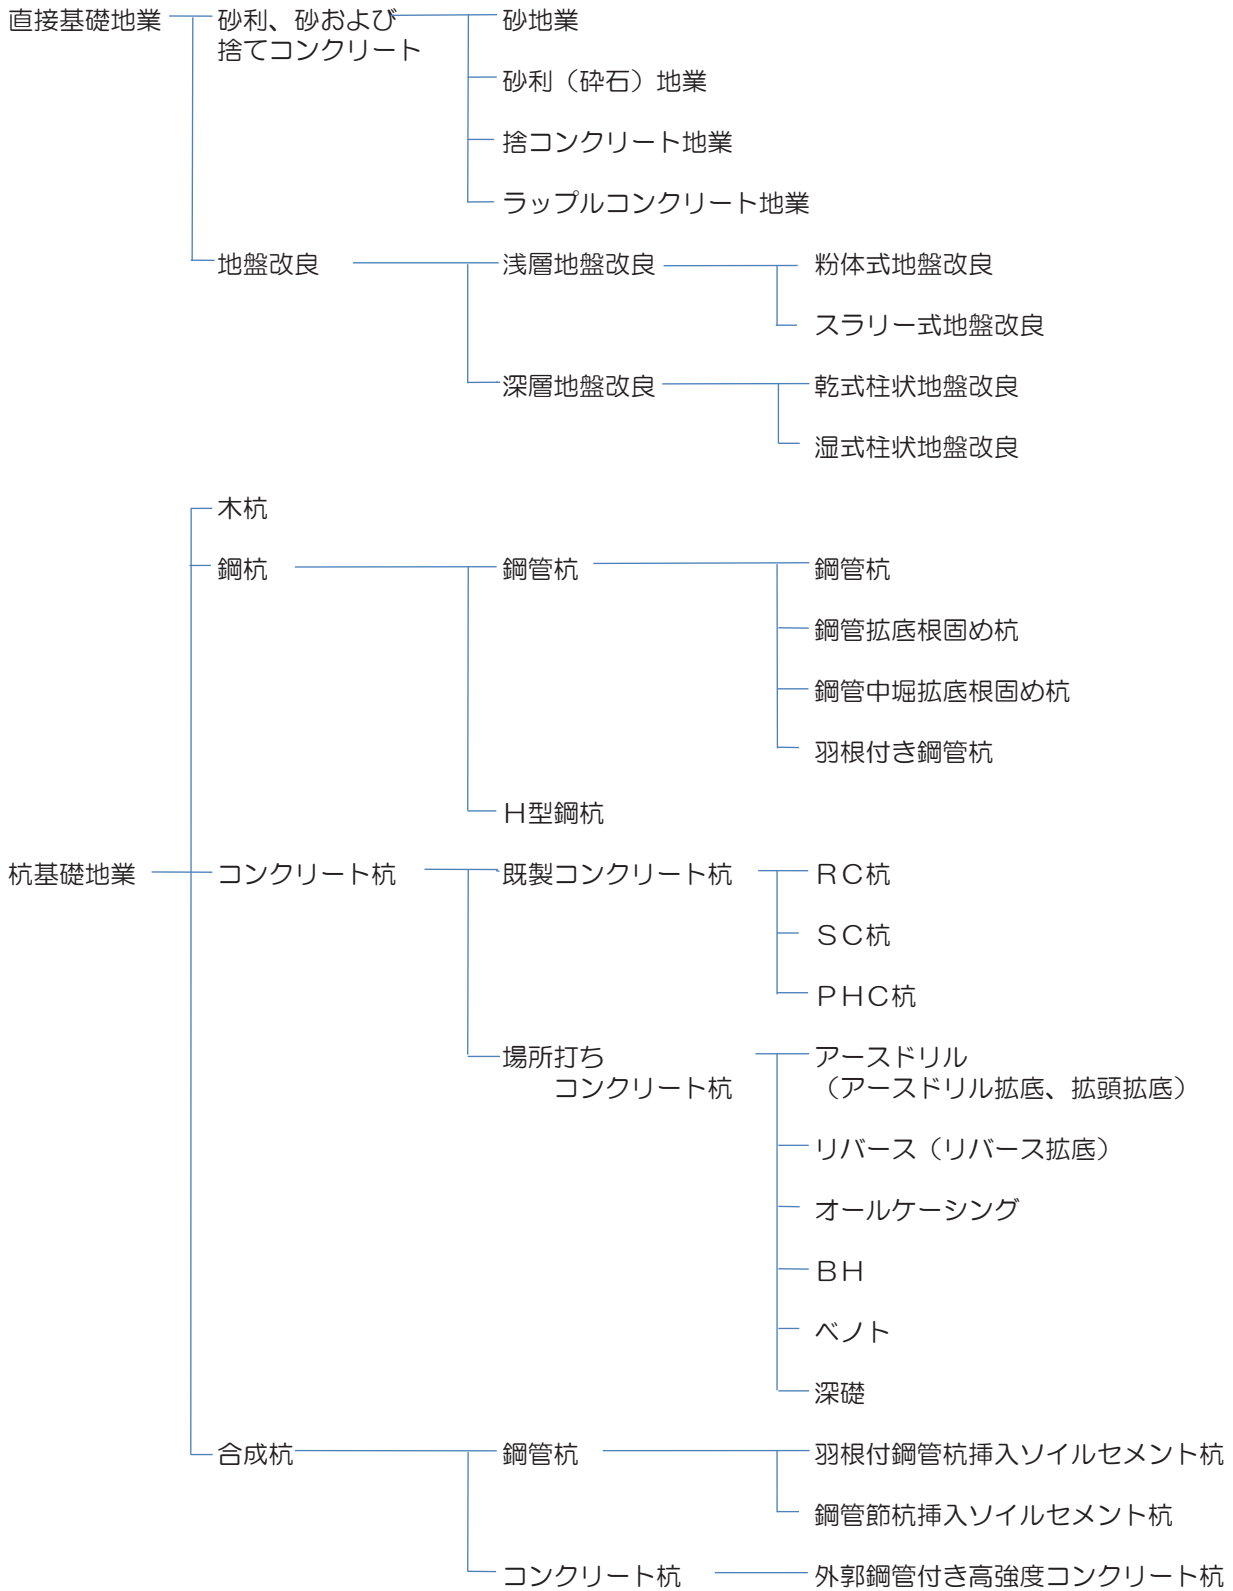 直接基礎地業
砂利、砂および
捨てコンクリート
砂地業
砂利（砕石）地業
捨コンクリート地業
ラップルコンクリート地業
地盤改良
浅層地盤改良
粉体式地盤改良
スラリー式地盤改良
深層地盤改良
乾式柱状地盤改良
湿式柱状地盤改良
杭基礎地業
木杭
鋼杭
鋼管杭
鋼管杭
鋼管拡底根固め杭
鋼管中堀拡底根固め杭
羽根付き鋼管杭
Ｈ型鋼杭
コンクリート杭
既製コンクリート杭
ＲＣ杭
ＳＣ杭
ＰＨＣ杭
場所打ち
コンクリート杭
アースドリル
（アースドリル拡底、拡頭拡底）
リバース（リバース拡底）
オールケーシング
ＢＨ
ベノト
深礎
合成杭
鋼管杭
羽根付鋼管杭挿入ソイルセメント杭
鋼管節杭挿入ソイルセメント杭
コンクリート杭
外郭鋼管付き高強度コンクリート杭